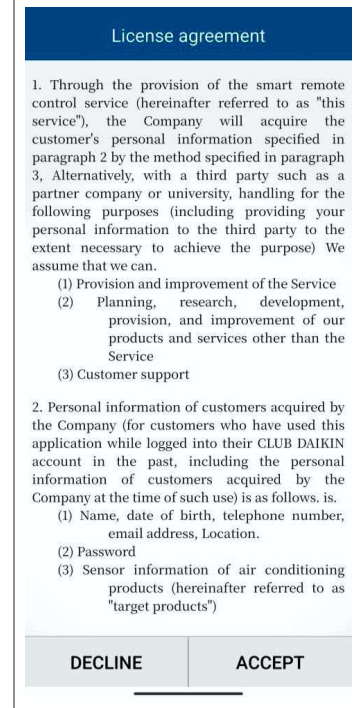 License agreement
1. Through the provision of the smart remote
control service (hereinafter referred to as "this
service"), the Company will acquire the
customer's personal information specified in
paragraph 2 by the method specified in paragraph
3, Alternatively, with a third party such as a
partner company or university, handling for the
following purposes (including providing your
personal information to the third party to the
extent necessary to achieve the purpose) We
assume that we can.
(1) Provision and improvement of the Service
(2) Planning, research, development,
provision, and improvement of our
products and services other than the
Service
(3) Customer support
2. Personal information of customers acquired by
the Company (for customers who have used this
application while logged into their CLUB DAIKIN
account in the past, including the personal
information of customers acquired by the
Company at the time of such use) is as follows. is.
(1) Name, date of birth, telephone number,
email address, Location.
(2) Password
(3) Sensor information of air conditioning
products (hereinafter referred to as
"target products")
DECLINE
ACCEPT